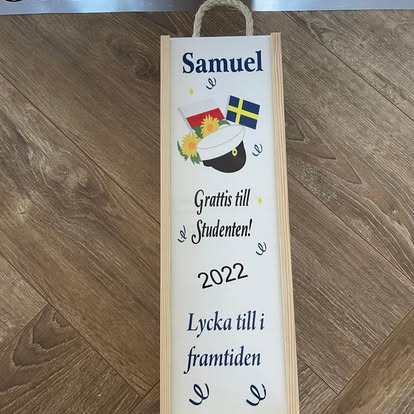 Samuel
Grattis till
Studenten!
2022
Lycka till i
framtiden